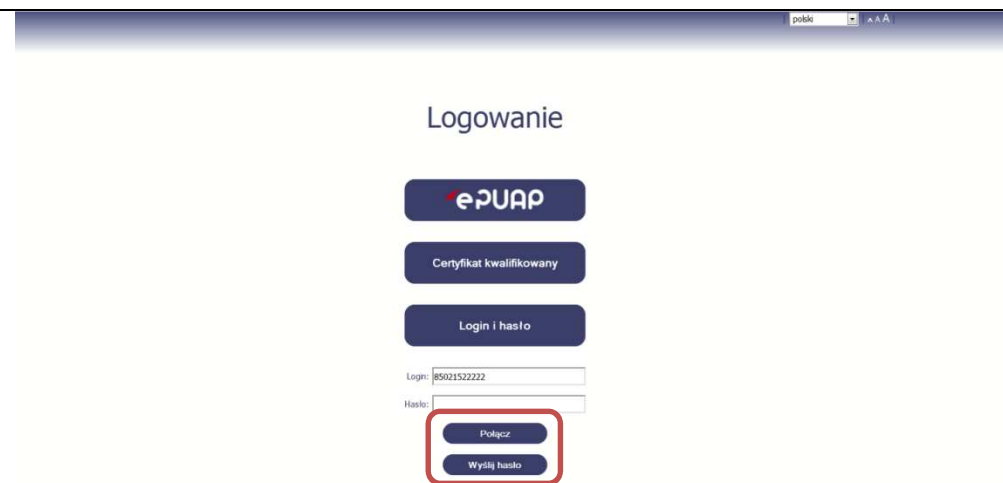 polski A A A
Logowanie
ePUAP
Certyfikat kwalifikowany
Login i hasło
Login: 85021522222
Hasło:
Połącz
Wyślij hasło